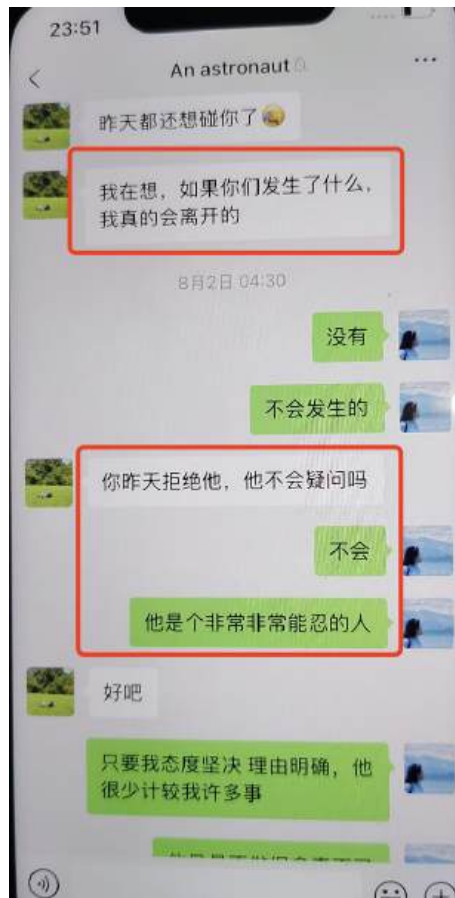 23:51
An astronaut
昨天都还想碰你了
我在想，如果你们发生了什么，
我真的会离开的
8月2日 04:30
没有
不会发生的
你昨天拒绝他，他不会疑问吗
不会
他是个非常非常能忍的人
好吧
只要我态度坚决 理由明确，他
很少计较我许多事